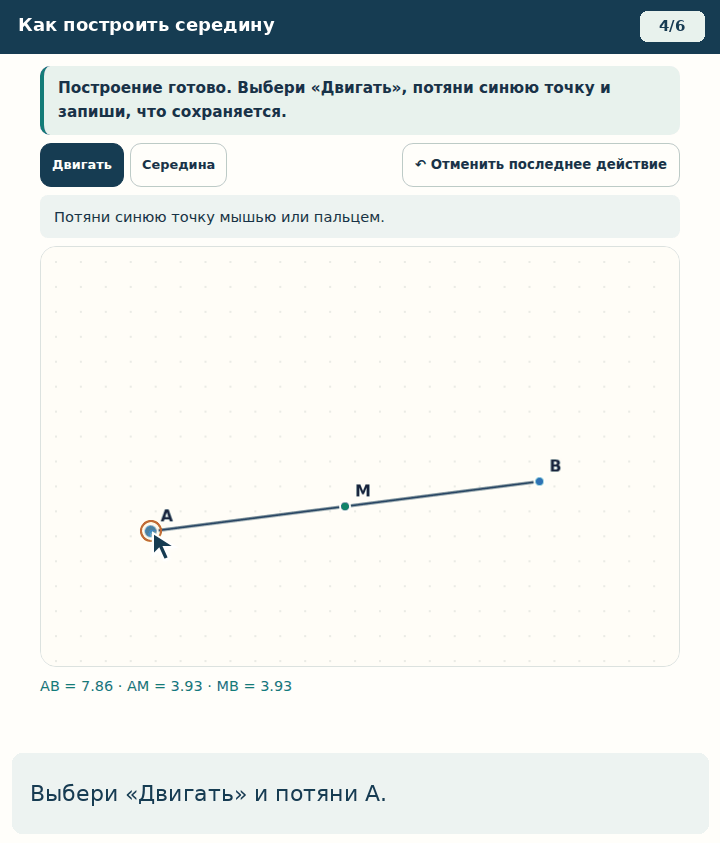 Как построить середину
4/6
Построение готово. Выбери «Двигать», потяни синюю точку и
запиши, что сохраняется.
Двигать
Середина
↶ Отменить последнее действие
Потяни синюю точку мышью или пальцем.
B
M
A
AB = 7.86 · AM = 3.93 · MB = 3.93
Выбери «Двигать» и потяни A.